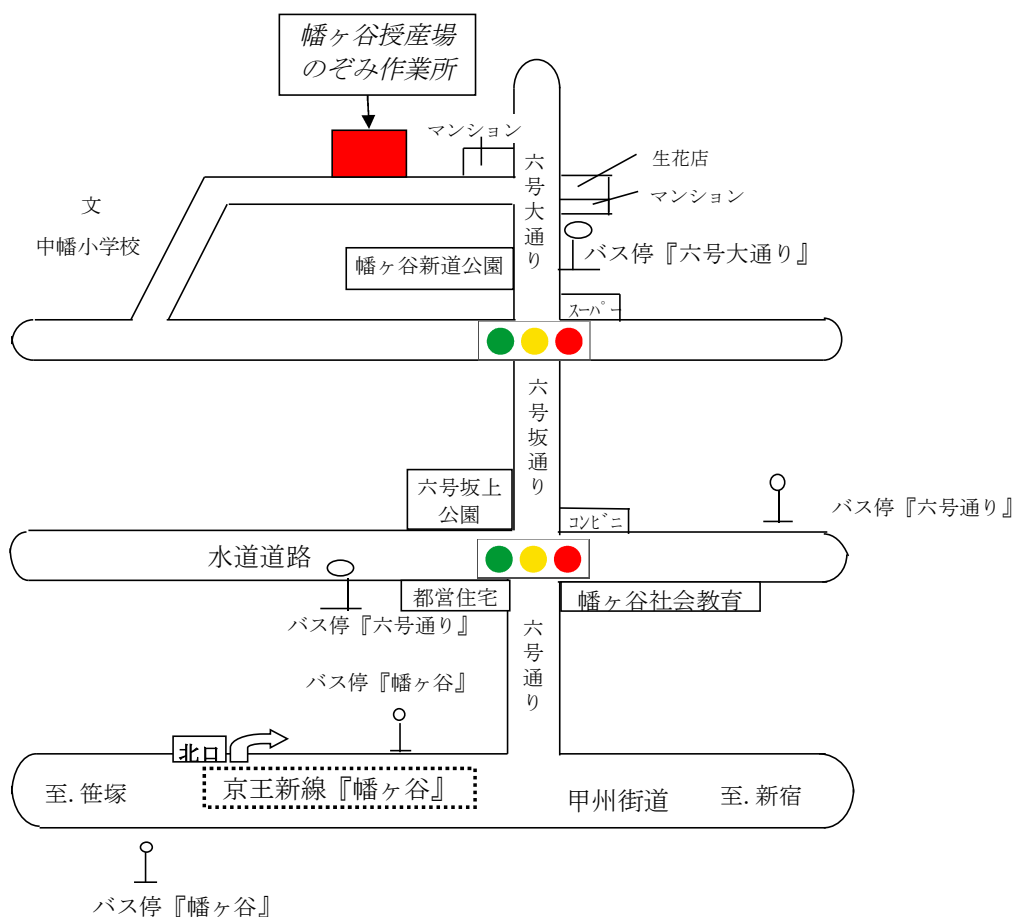 幡ヶ谷授産場
のぞみ作業所
マンション
生花店
マンション
六号大通り
文
中幡小学校
幡ヶ谷新道公園
バス停『六号大通り』
スーパー
六号坂通り
六号坂上
公園
コンビニ
バス停『六号通り』
水道道路
都営住宅
幡ヶ谷社会教育
バス停『六号通り』
六号通り
バス停『幡ヶ谷』
北口
京王新線『幡ヶ谷』
至.笹塚
甲州街道
至.新宿
バス停『幡ヶ谷』